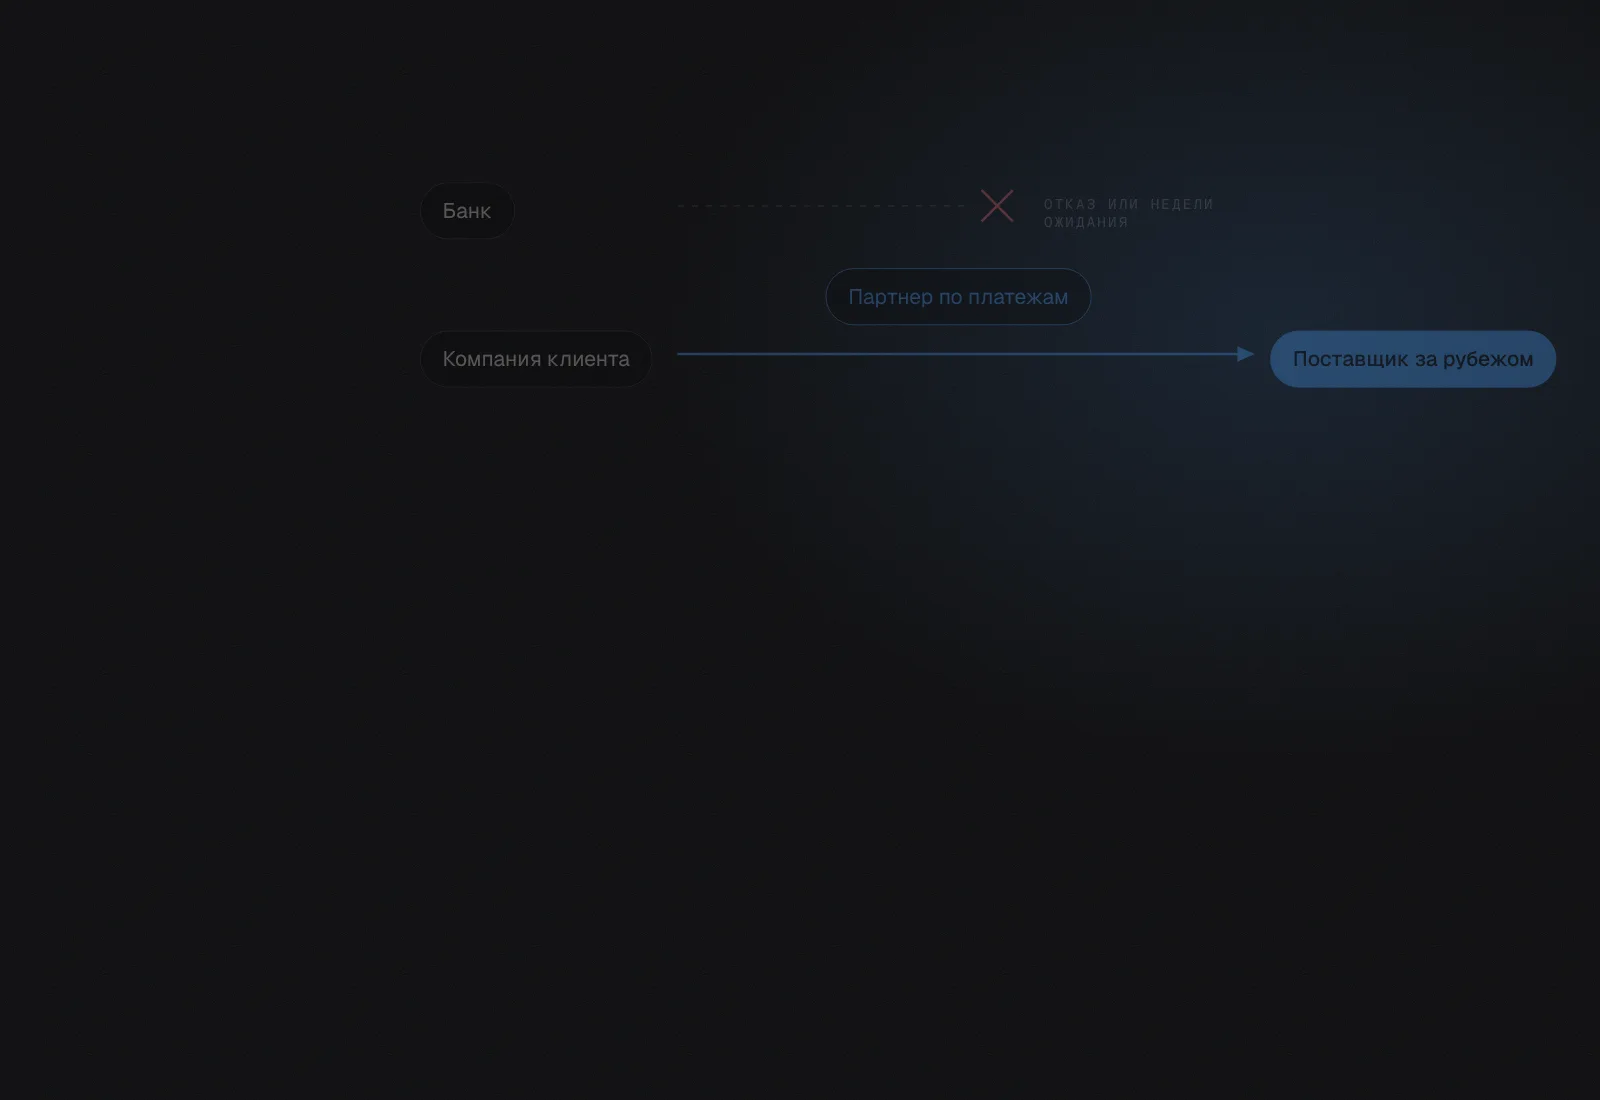 Банк
ОТКАЗ ИЛИ НЕДЕЛИ
ОЖИДАНИЯ
Партнер по платежам
Компания клиента
Поставщик за рубежом